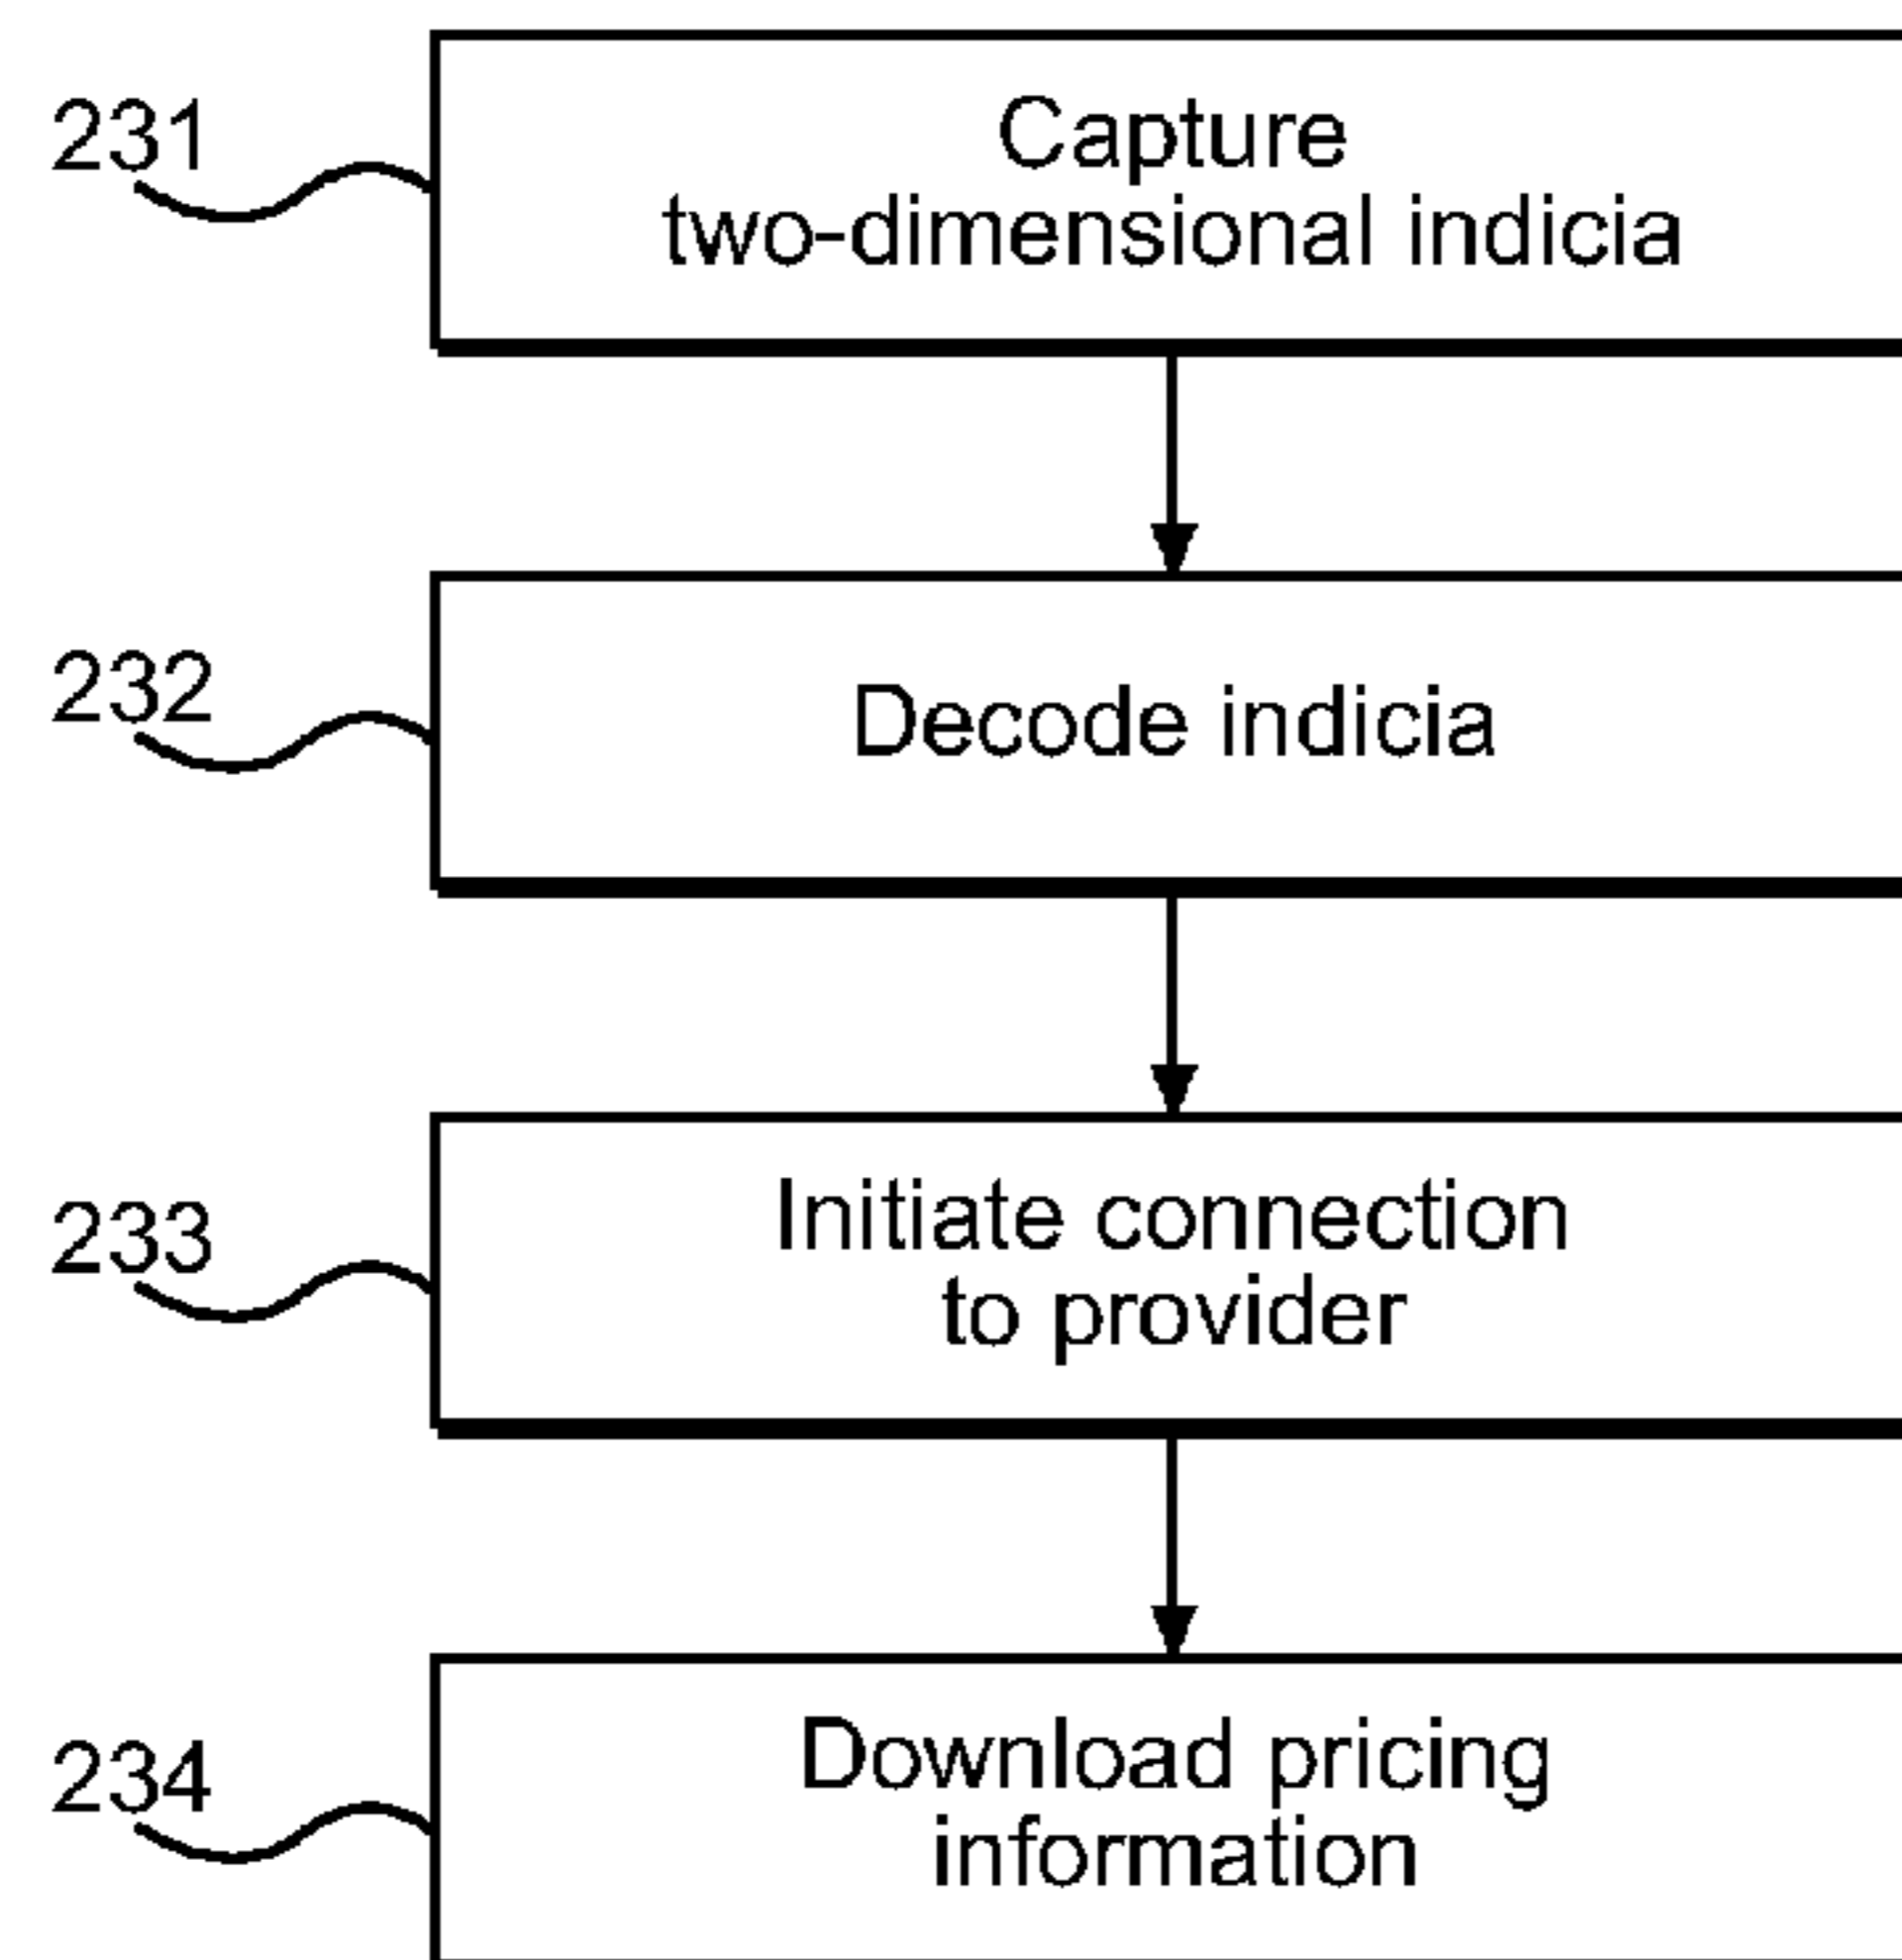 231
Capture
two-dimensional indicia
232
Decode indicia
233
Initiate connection
to provider
234
Download pricing
information